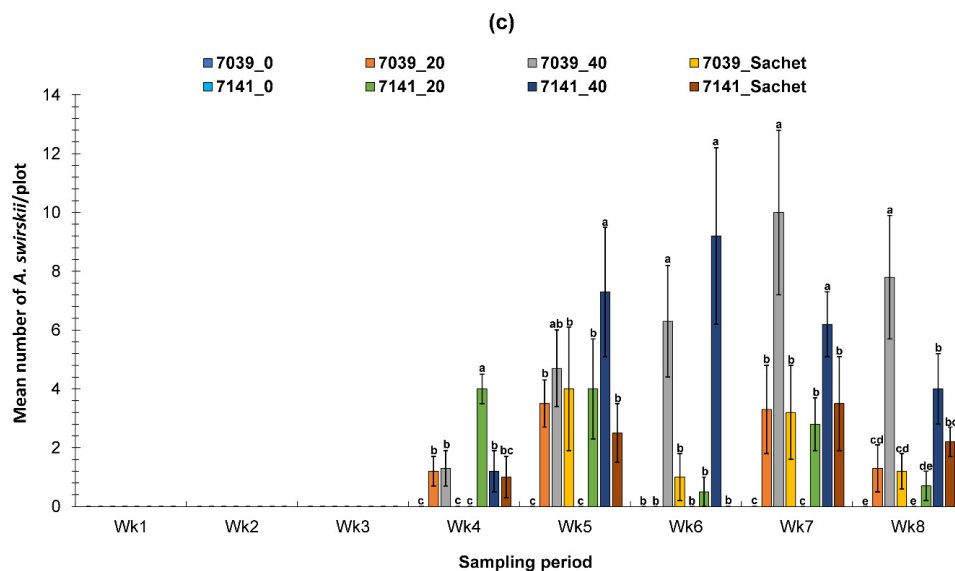 (c)
7039_0 7039_20 7039_40 7039_Sachet
7141_0 7141_20 7141_40 7141_Sachet
Mean number of A. swirskii/plot
14
12
10
8
6
4
2
0
c b b c c a b bc
c b ab b c b a b
b b a b b b a b
c b a b c b a b
e cd a cd e de b bc
Wk1 Wk2 Wk3 Wk4 Wk5 Wk6 Wk7 Wk8
Sampling period